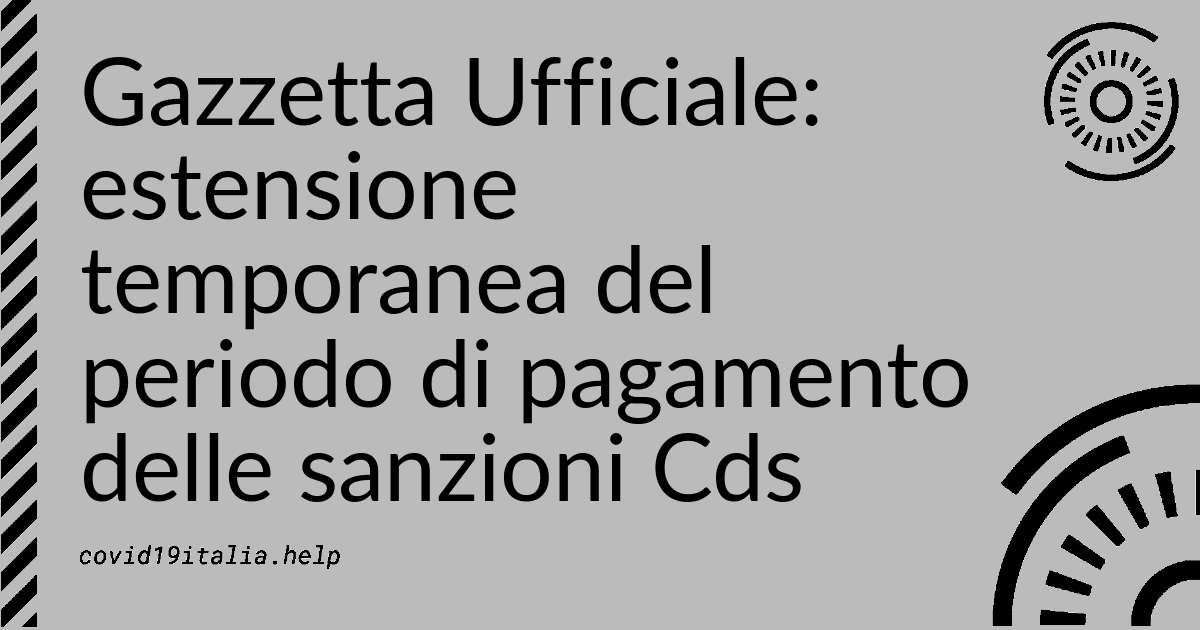 Gazzetta Ufficiale:
estensione
temporanea del
periodo di pagamento
delle sanzioni Cds
covid19italia.help